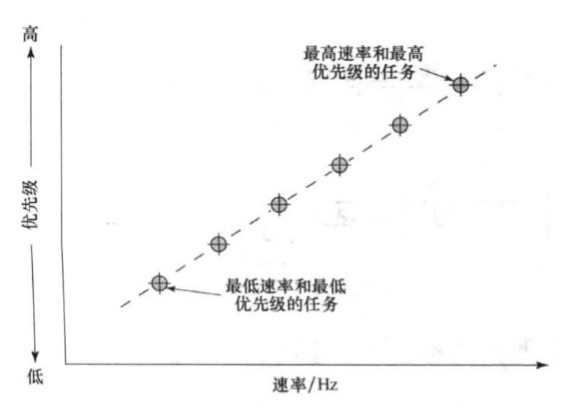 高
最高速率和最高
优先级的任务
优先级
最低速率和最低
优先级的任务
低
速率/Hz